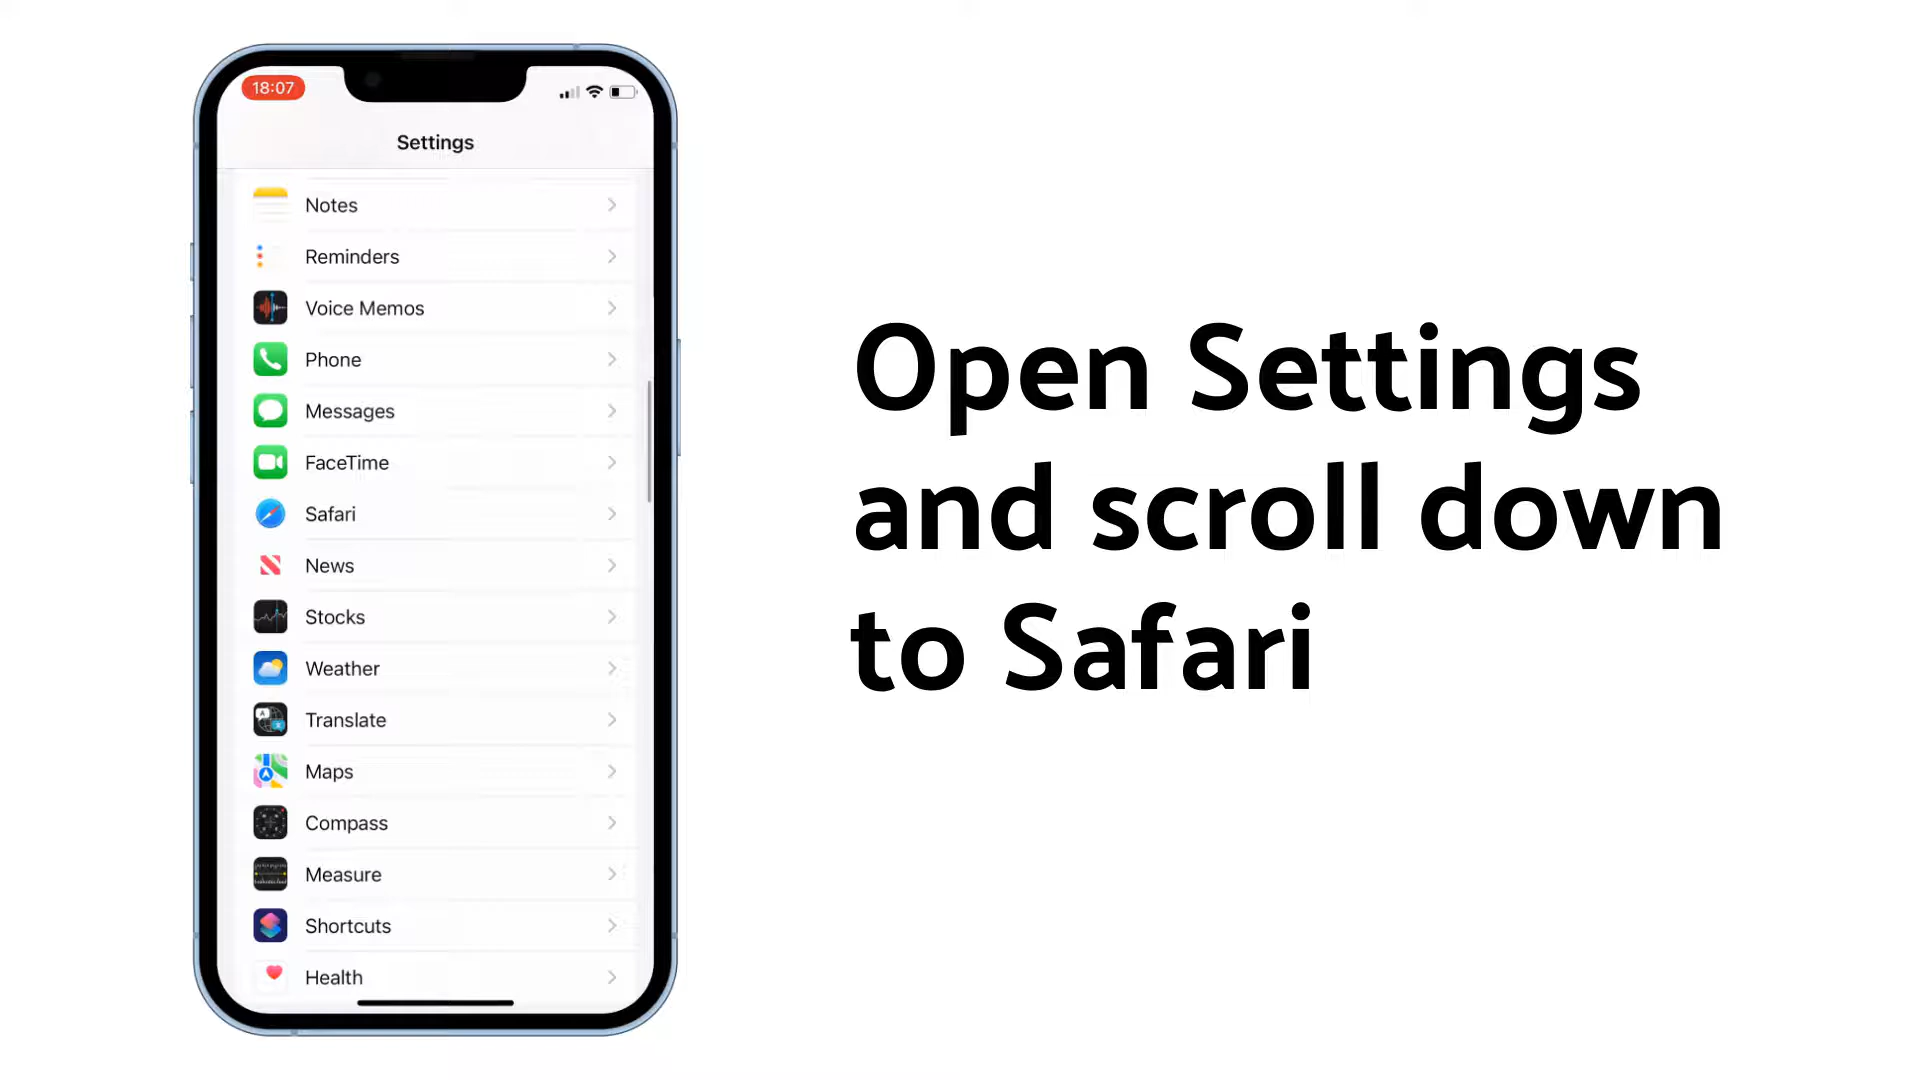 18:07
Settings
Notes
Reminders
Voice Memos
Phone
Messages
FaceTime
Safari
News
Stocks
Weather
Translate
Maps
Compass
Measure
Shortcuts
Health
Open Settings
and scroll down
to Safari